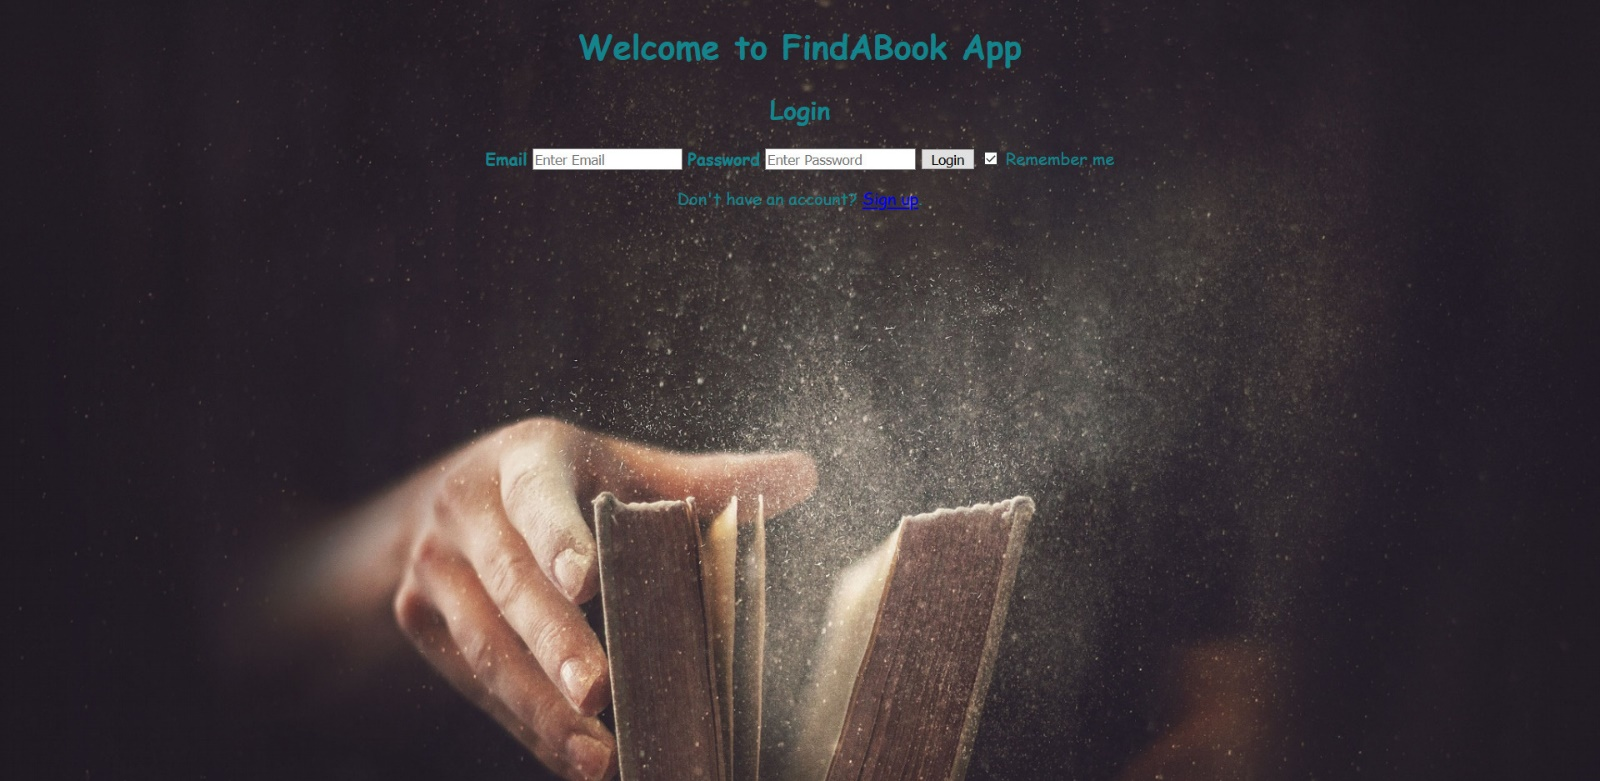 Welcome to FindABook App
Login
Email Enter Email Password Enter Password Login Remember me
Don't have an account? Sign up.